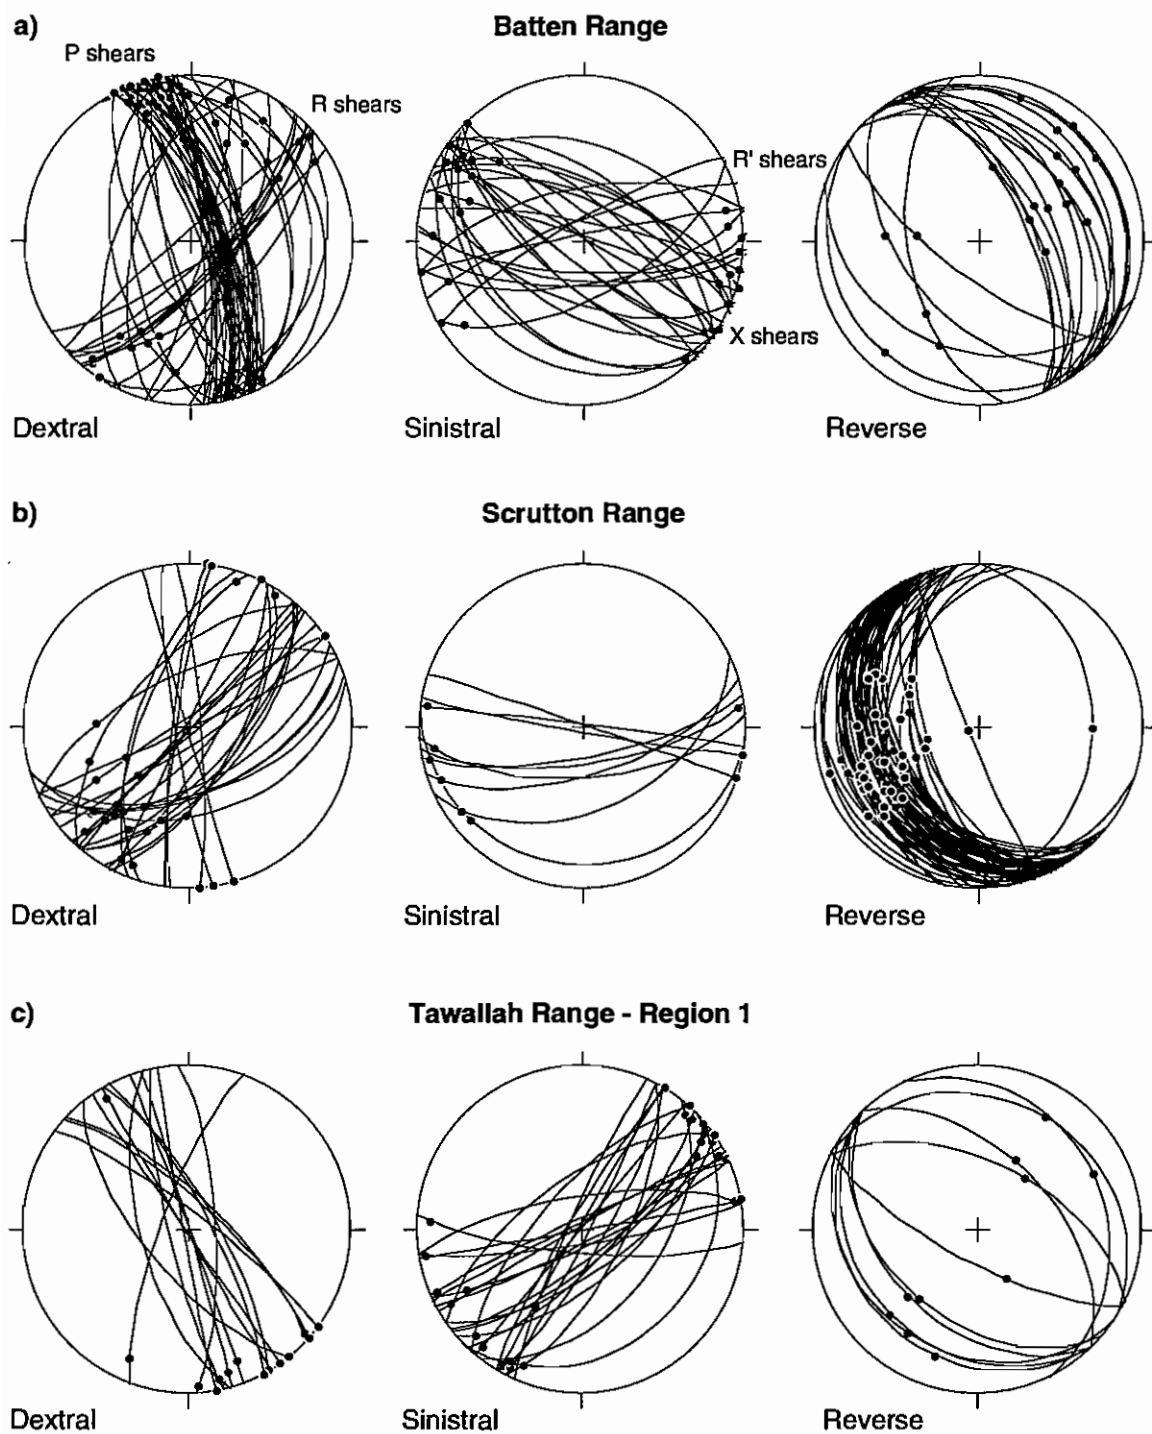 a)
Batten Range
P shears
R shears
R' shears
X shears
Dextral
Sinistral
Reverse
b)
Scrutton Range
Dextral
Sinistral
Reverse
c)
Tawallah Range - Region 1
Dextral
Sinistral
Reverse